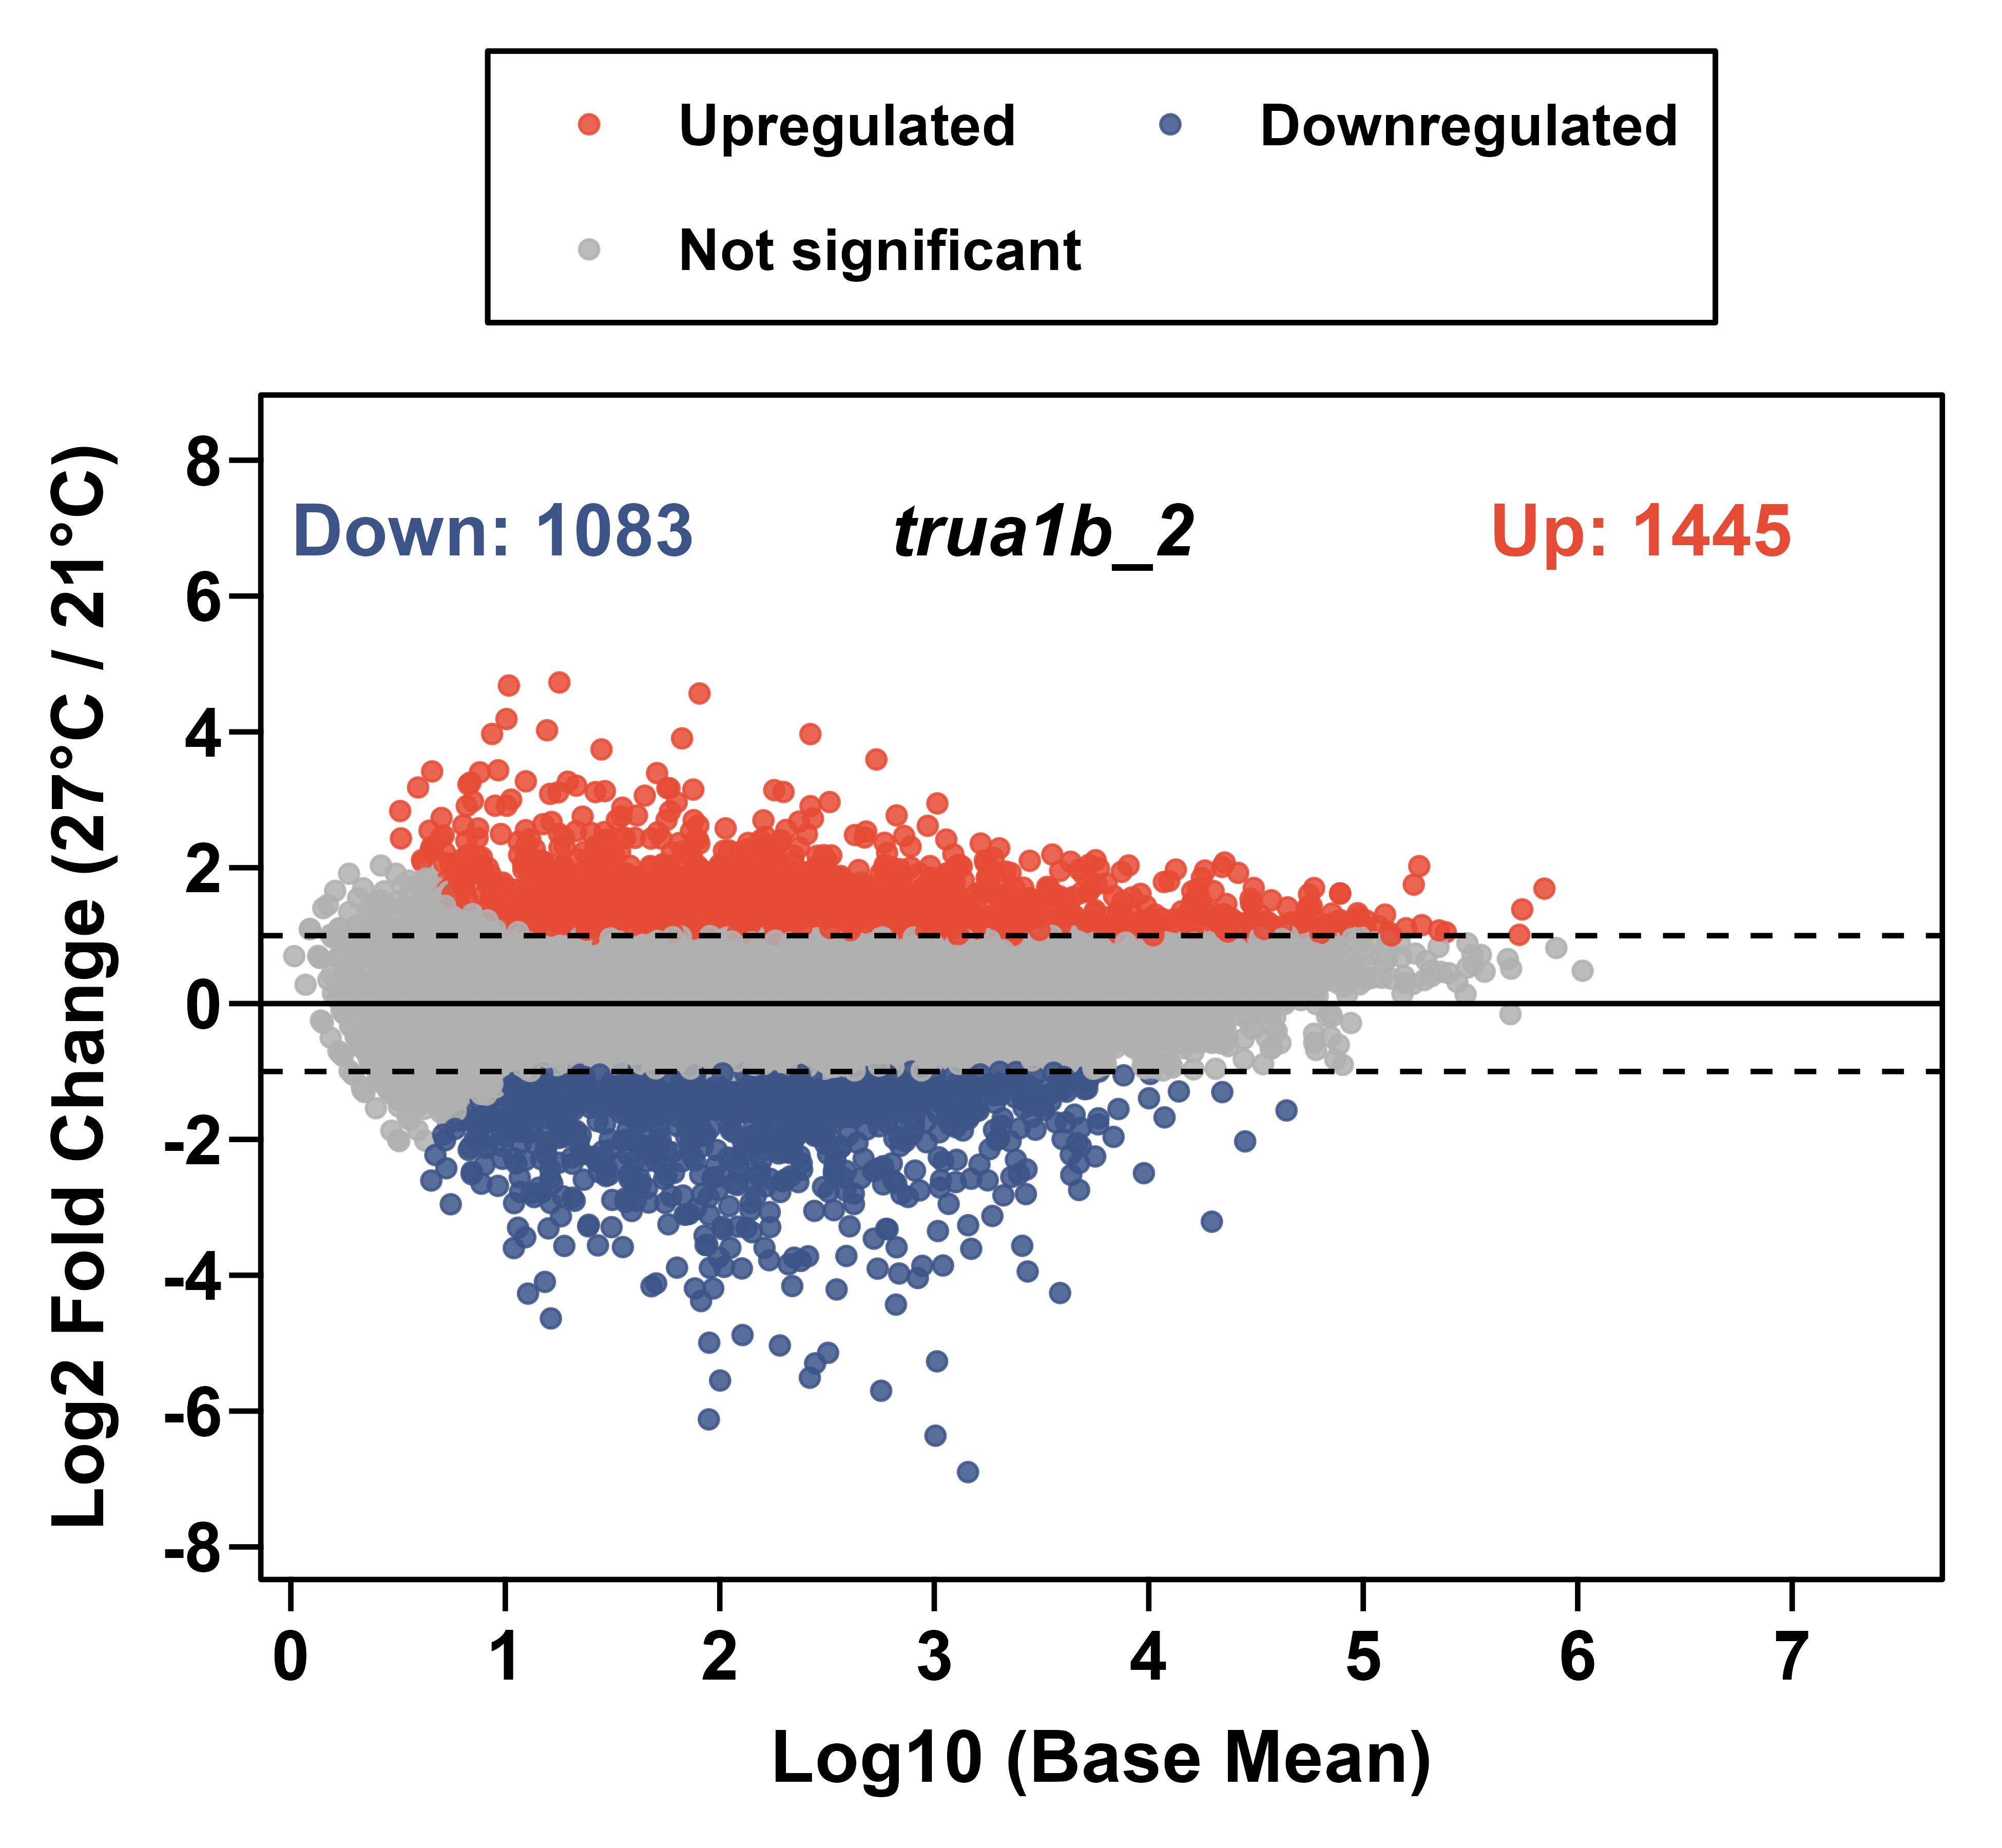 Upregulated
Downregulated
Not significant
Log2 Fold Change (27°C / 21°C)
8
6
4
2
0
-2
-4
-6
-8
Down: 1083
trua1b_2
Up: 1445
0 1 2 3 4 5 6 7
Log10 (Base Mean)